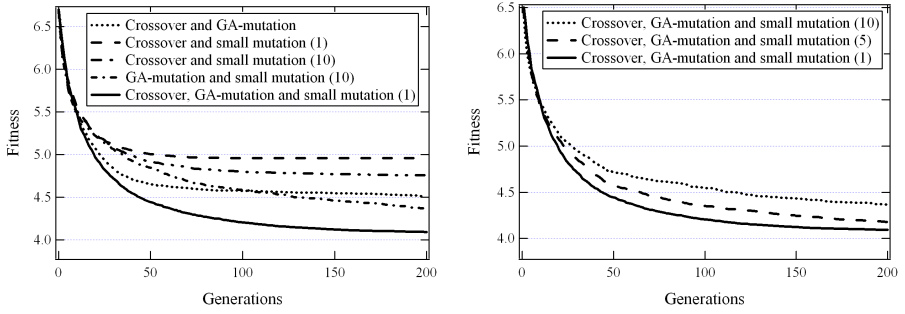 6.5
6.0
5.5
5.0
4.5
4.0
Fitness
Crossover and GA-mutation
Crossover and small mutation (1)
Crossover and small mutation (10)
GA-mutation and small mutation (10)
Crossover, GA-mutation and small mutation (1)
0
50
100
150
200
Generations
6.5
6.0
5.5
5.0
4.5
4.0
Fitness
Crossover, GA-mutation and small mutation (10)
Crossover, GA-mutation and small mutation (5)
Crossover, GA-mutation and small mutation (1)
0
50
100
150
200
Generations